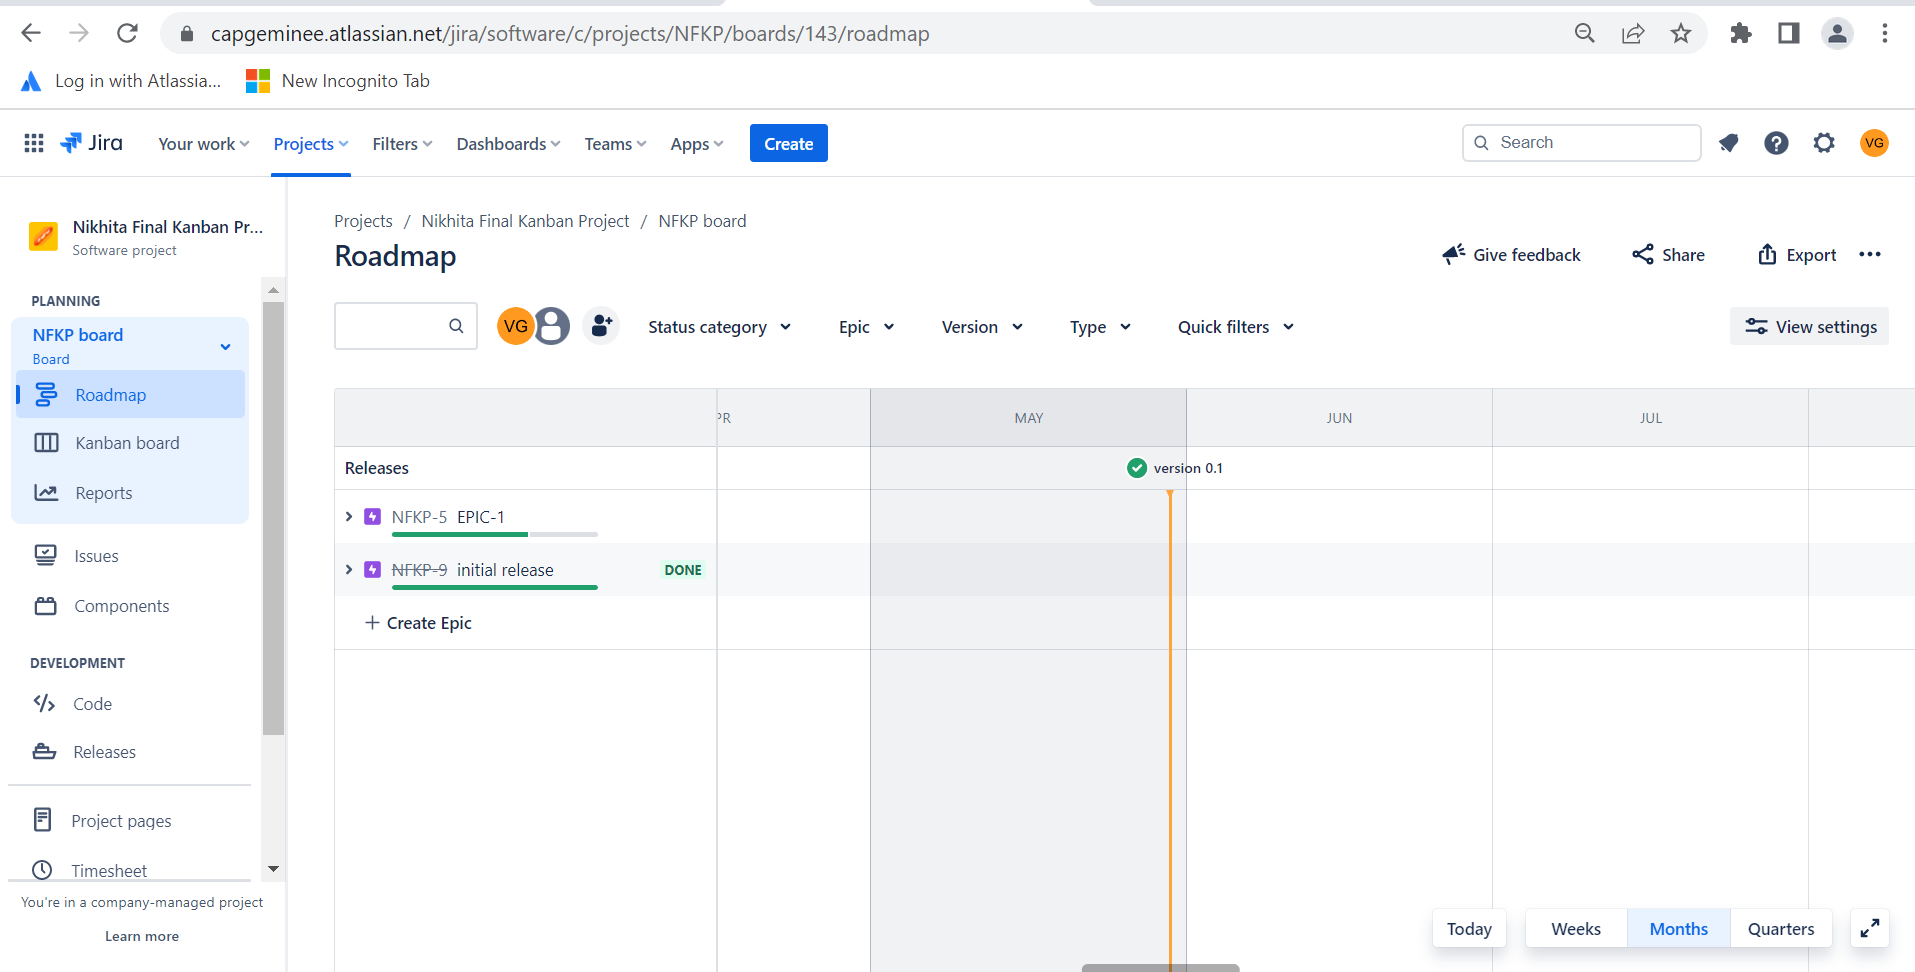 capgeminee.atlassian.net/jira/software/c/projects/NFKP/boards/143/roadmap
Log in with Atlassia... New Incognito Tab
Jira Your work Projects Filters Dashboards Teams Apps Create Search VG
Nikhita Final Kanban Pr...
Software project
PLANNING
NFKP board
Board
Roadmap
Kanban board
Reports
Issues
Components
DEVELOPMENT
Code
Releases
Project pages
Timesheet
You're in a company-managed project
Learn more
Projects / Nikhita Final Kanban Project / NFKP board
Roadmap
Give feedback Share Export
VG Status category Epic Version Type Quick filters View settings
PR MAY JUN JUL
Releases version 0.1
NFKP-5 EPIC-1
NFKP-9 initial release DONE
+ Create Epic
Today Weeks Months Quarters